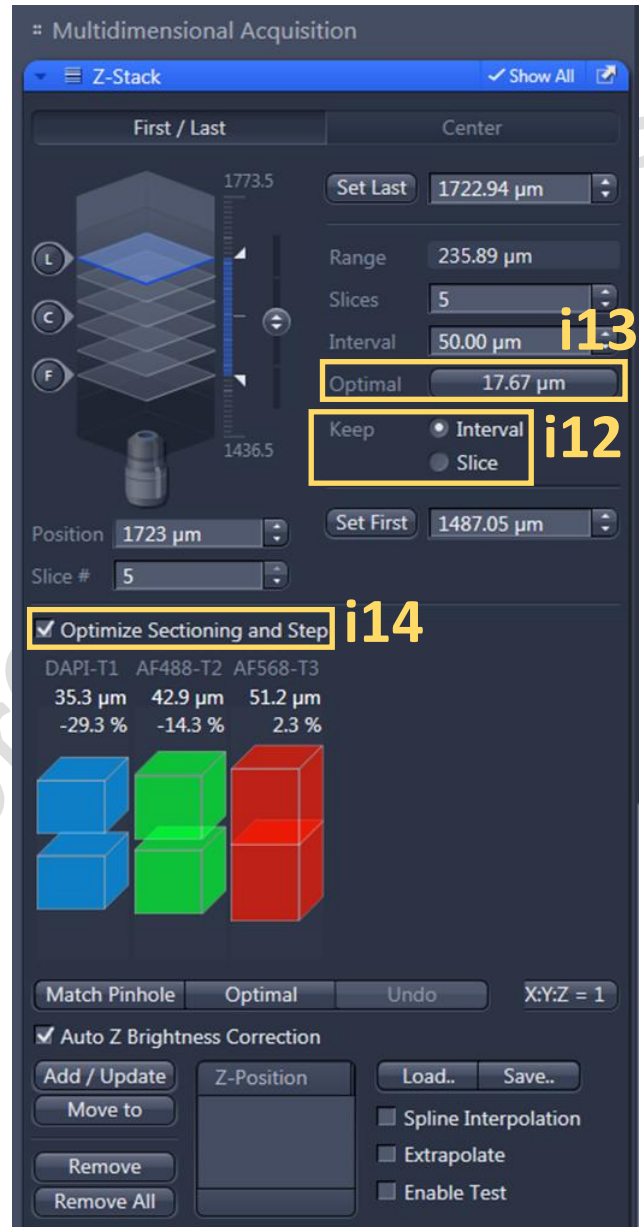 Multidimensional Acquisition
Z-Stack
Show All
First / Last
Center
1773.5
Set Last 1722.94 µm
L
Range 235.89 µm
C
Slices 5
Interval 50.00 µm
i13
F
Optimal 17.67 µm
Keep Interval
i12
1436.5
Slice
Set First 1487.05 µm
Position 1723 µm
Slice # 5
Optimize Sectioning and Step
i14
DAPI-T1 AF488-T2 AF568-T3
35.3 µm 42.9 µm 51.2 µm
-29.3 % -14.3 % 2.3 %
Match Pinhole Optimal Undo X:Y:Z = 1
Auto Z Brightness Correction
Add / Update Z-Position Load.. Save..
Move to
Spline Interpolation
Extrapolate
Remove
Enable Test
Remove All